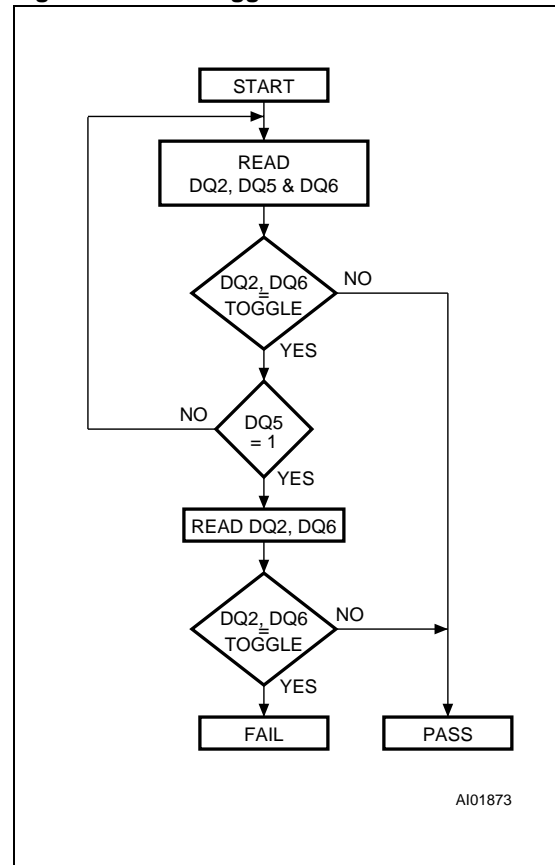 START
READ
DQ2, DQ5 & DQ6
DQ2, DQ6
=
TOGGLE
NO
YES
NO
DQ5
= 1
YES
READ DQ2, DQ6
DQ2, DQ6
=
TOGGLE
NO
YES
FAIL
PASS
AI01873